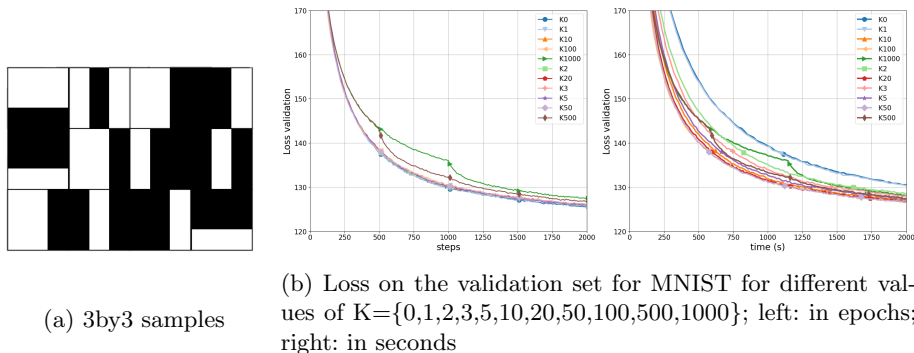 170
160
150
140
130
120
Loss validation
0
250
500
750
1000
1250
1500
1750
2000
steps
K0
K1
K10
K100
K1000
K2
K20
K3
K5
K50
K500
170
160
150
140
130
120
Loss validation
0
250
500
750
1000
1250
1500
1750
2000
time (s)
K0
K1
K10
K100
K1000
K2
K20
K3
K5
K50
K500
(a) 3by3 samples
(b) Loss on the validation set for MNIST for different val-
ues of K={0,1,2,3,5,10,20,50,100,500,1000}; left: in epochs;
right: in seconds